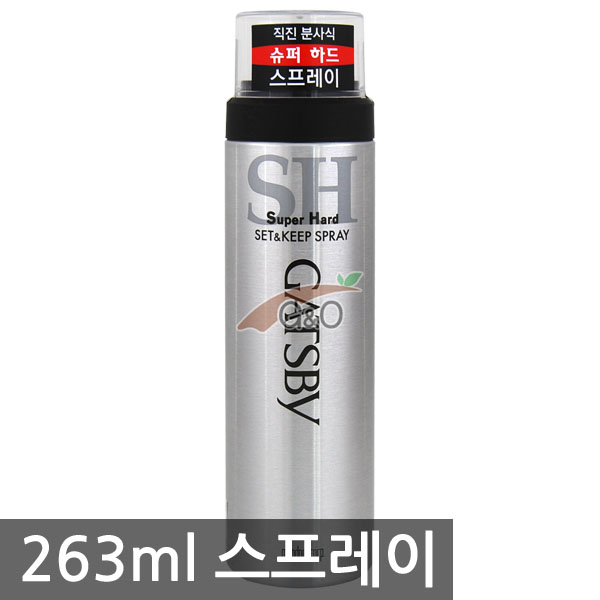 직진 분사식
슈퍼 하드
스프레이
SH
Super Hard
SET&KEEP SPRAY
GATSBY
G&O
263ml 스프레이